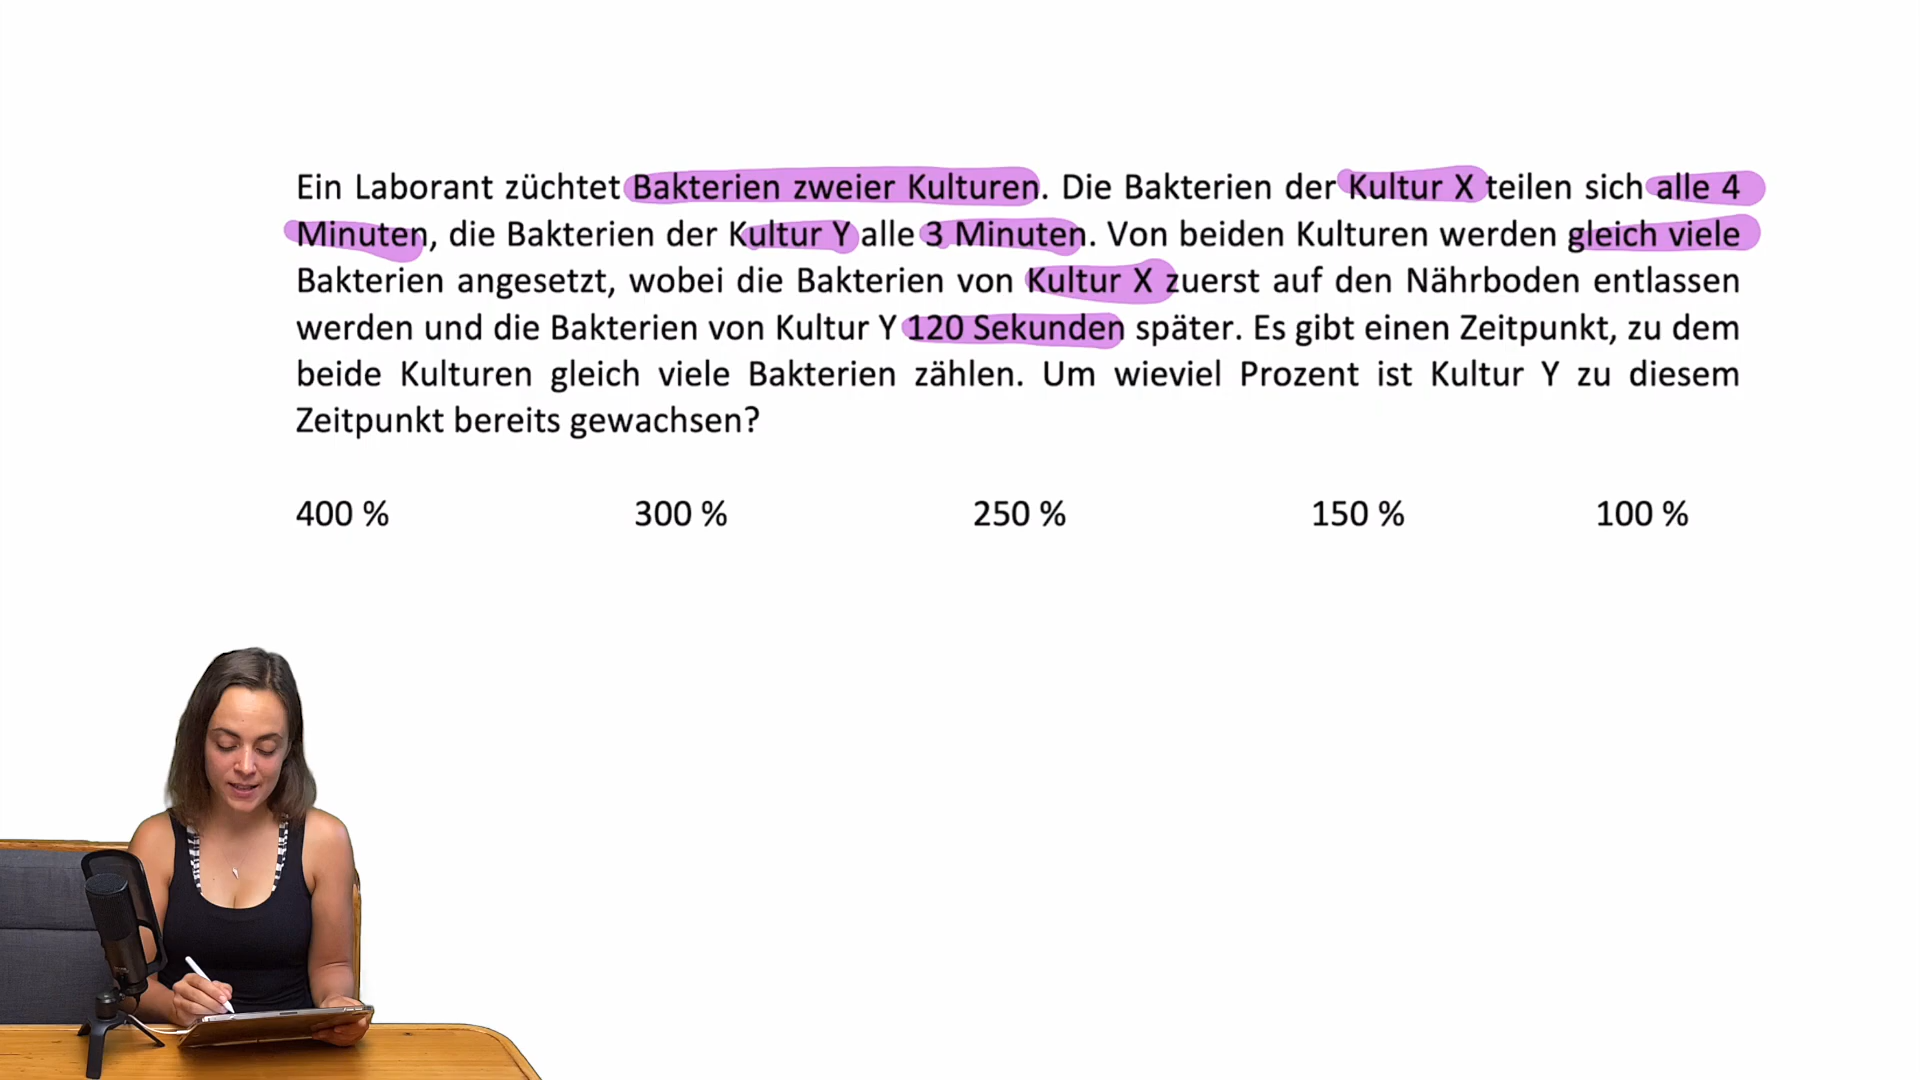 Ein Laborant züchtet Bakterien zweier Kulturen. Die Bakterien der Kultur X teilen sich alle 4
Minuten, die Bakterien der Kultur Y alle 3 Minuten. Von beiden Kulturen werden gleich viele
Bakterien angesetzt, wobei die Bakterien von Kultur X zuerst auf den Nährboden entlassen
werden und die Bakterien von Kultur Y 120 Sekunden später. Es gibt einen Zeitpunkt, zu dem
beide Kulturen gleich viele Bakterien zählen. Um wieviel Prozent ist Kultur Y zu diesem
Zeitpunkt bereits gewachsen?
400 % 300 % 250 % 150 % 100 %